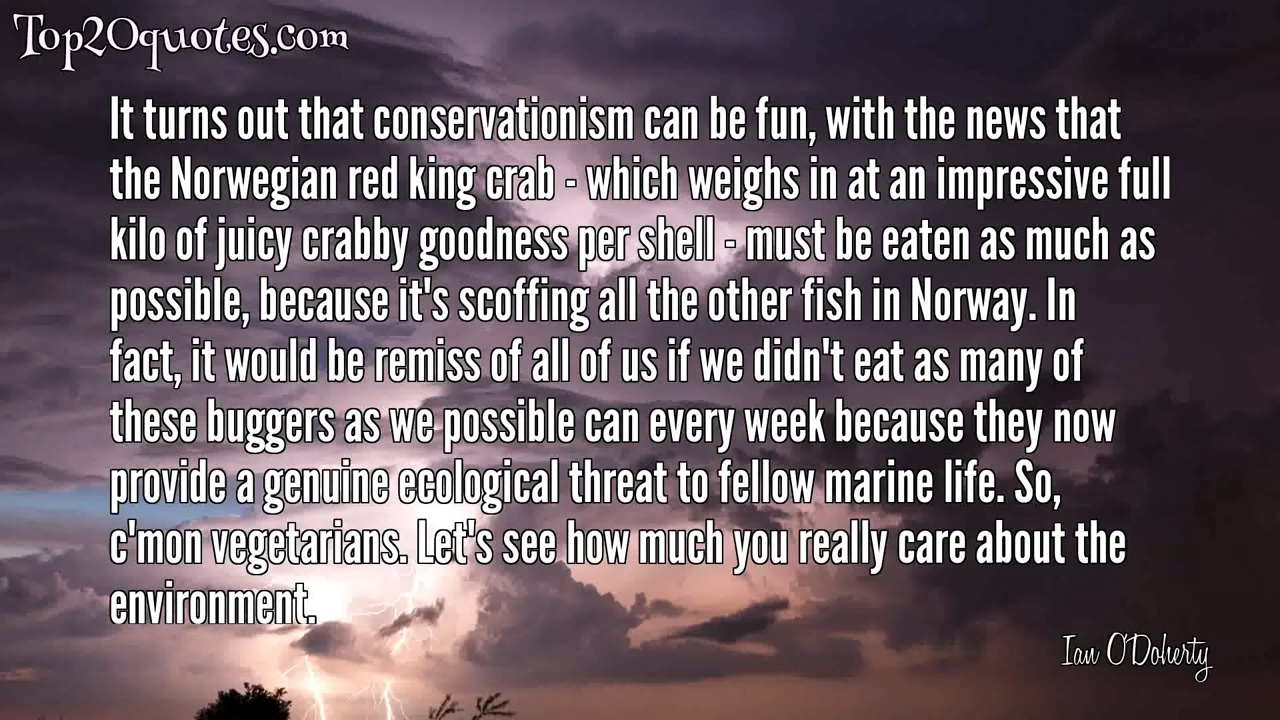 Top20quotes.com
It turns out that conservationism can be fun, with the news that
the Norwegian red king crab - which weighs in at an impressive full
kilo of juicy crabby goodness per shell - must be eaten as much as
possible, because it's scoffing all the other fish in Norway. In
fact, it would be remiss of all of us if we didn't eat as many of
these buggers as we possible can every week because they now
provide a genuine ecological threat to fellow marine life. So,
c'mon vegetarians. Let's see how much you really care about the
environment.
Ian O'Doherty